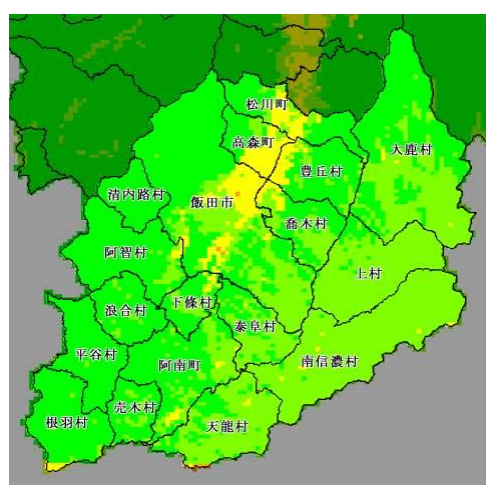 松川町
高森町
大鹿村
豊丘村
清内路村
飯田市
喬木村
阿智村
上村
浪合村
下條村
泰阜村
平谷村
阿南町
南信濃村
売木村
根羽村
天龍村